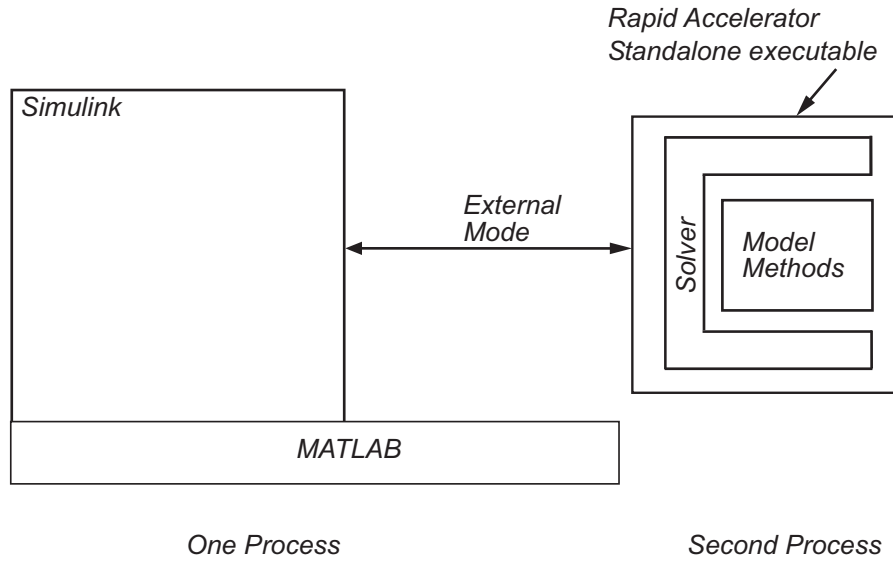 Rapid Accelerator
Standalone executable
Simulink
External
Mode
Solver
Model
Methods
MATLAB
One Process
Second Process